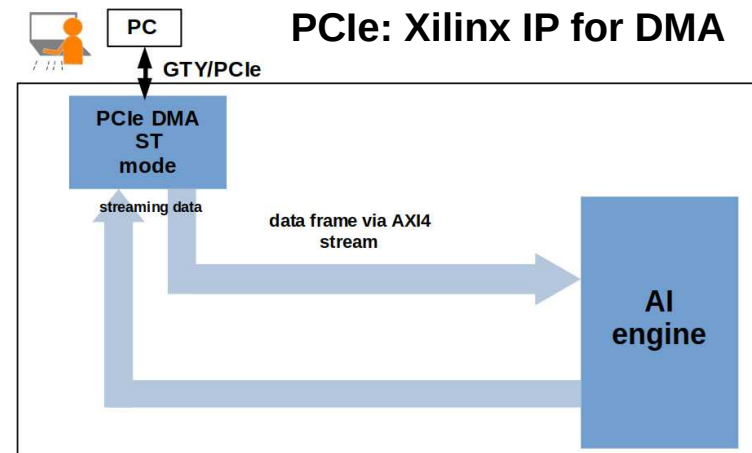 PCIe: Xilinx IP for DMA
PC
GTY/PCIe
PCIe DMA
ST
mode
streaming data
data frame via AXI4
stream
AI
engine